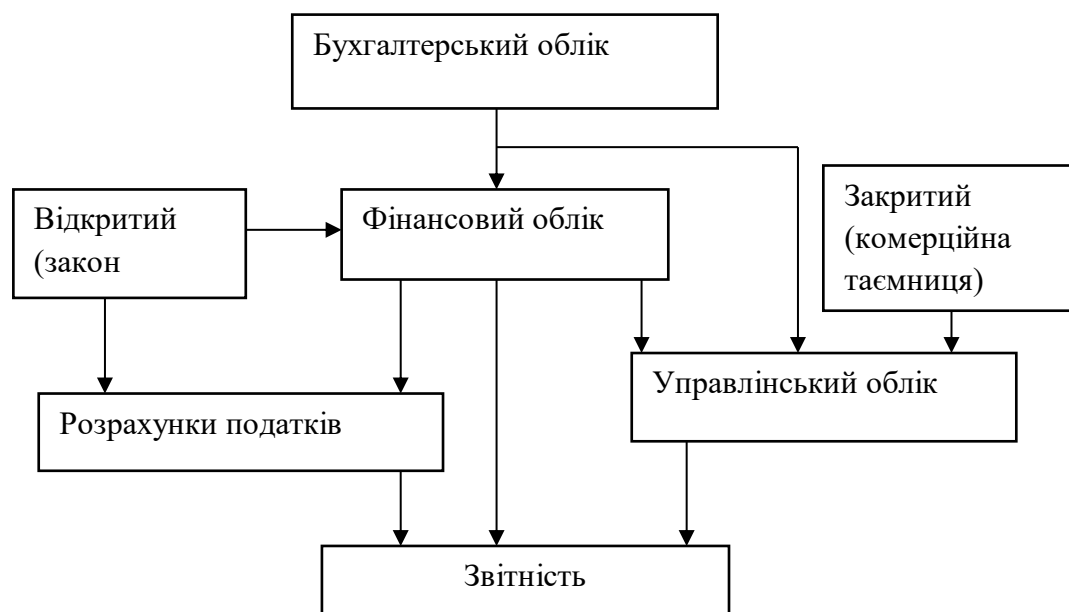 Бухгалтерський облік
Відкритий
(закон
Фінансовий облік
Закритий
(комерційна
таємниця)
Розрахунки податків
Управлінський облік
Звітність